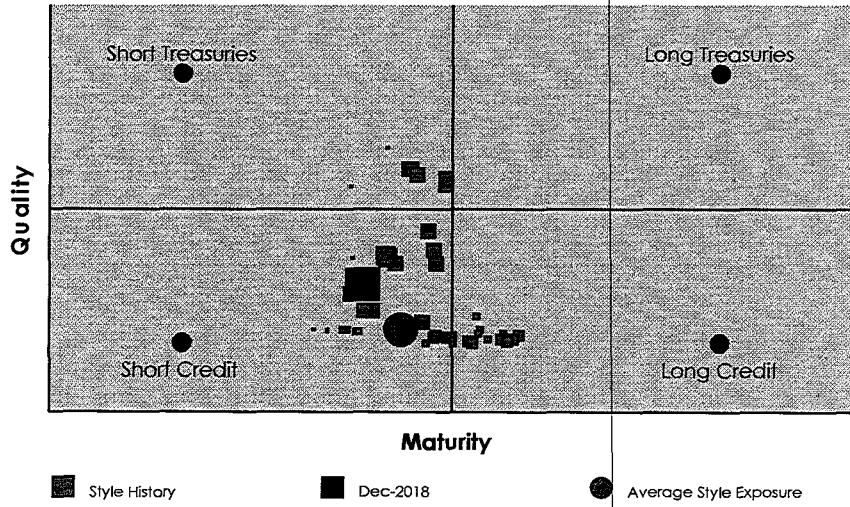 Short Treasuries
Long Treasuries
Quality
Short Credit
Long Credit
Maturity
Style History
Dec-2018
Average Style Exposure